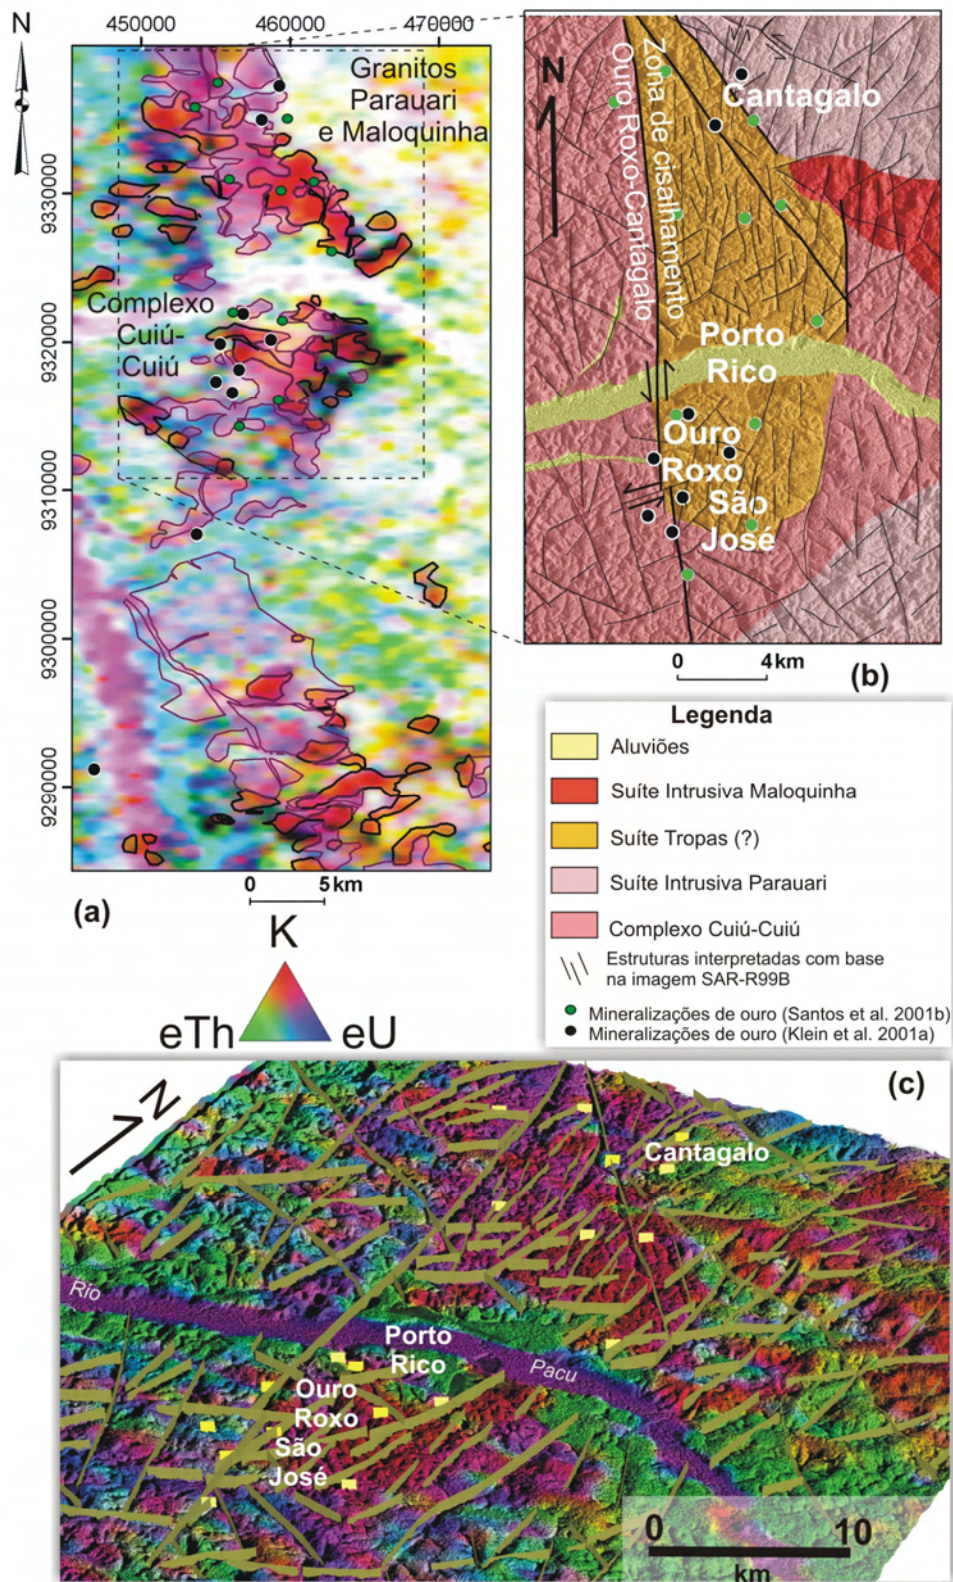 N
450000 460000 470000
Granitos
Parauari
e Maloquinha
9330000
Complexo
Cuiú-
Cuiú
9320000
9310000
9300000
9290000
0 5 km
(a)
N
Cantagalo
Zona de cisalhamento
Ouro Roxo-Cantagalo
Porto
Rico
Ouro
Roxo
São
José
0 4 km
(b)
Legenda
Aluviões
Suíte Intrusiva Maloquinha
Suíte Tropas (?)
Suíte Intrusiva Parauari
Complexo Cuiú-Cuiú
Estruturas interpretadas com base
na imagem SAR-R99B
Mineralizações de ouro (Santos et al. 2001b)
Mineralizações de ouro (Klein et al. 2001a)
K
eTh eU
(c)
N
Cantagalo
Rio
Porto
Rico
Pacu
Ouro
Roxo
São
José
0 10
km